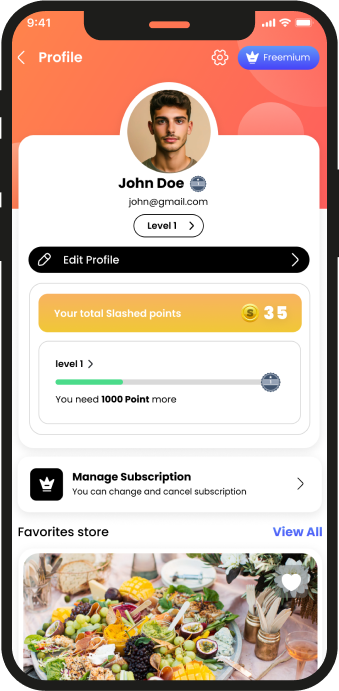 9:41
Profile
Freemium
John Doe
john@gmail.com
Level 1
Edit Profile
Your total Slashed points
S 35
level 1
You need 1000 Point more
Manage Subscription
You can change and cancel subscription
Favorites store
View All